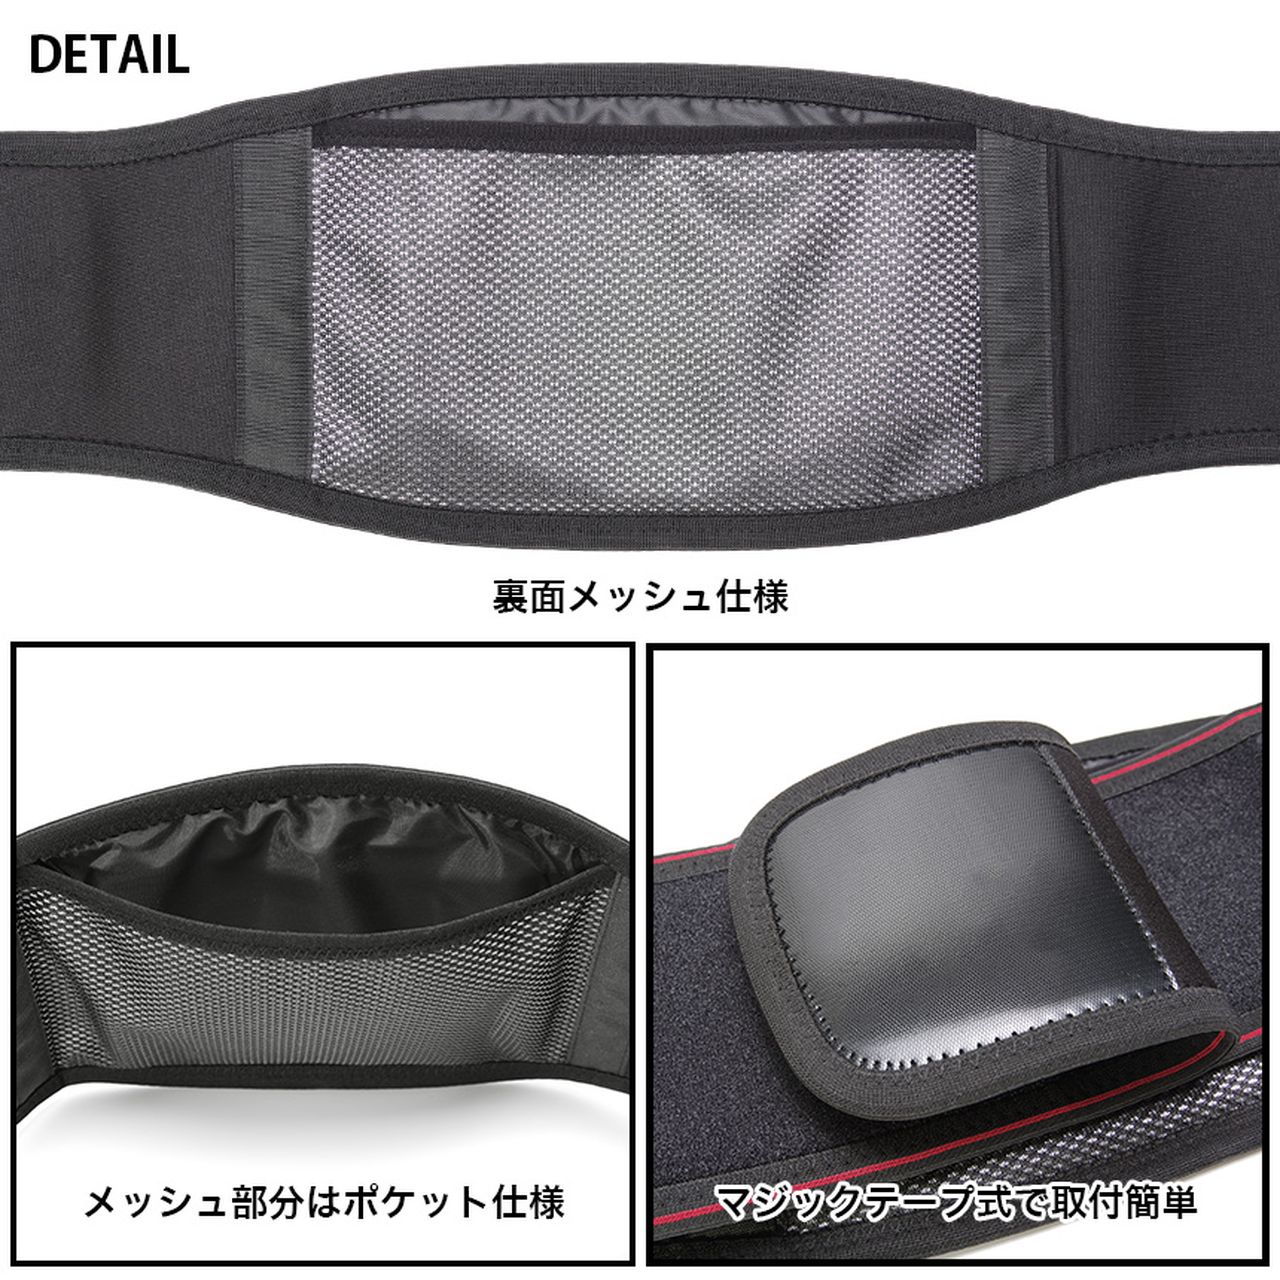 DETAIL
裏面メッシュ仕様
メッシュ部分はポケット仕様
マジックテープ式で取付簡単